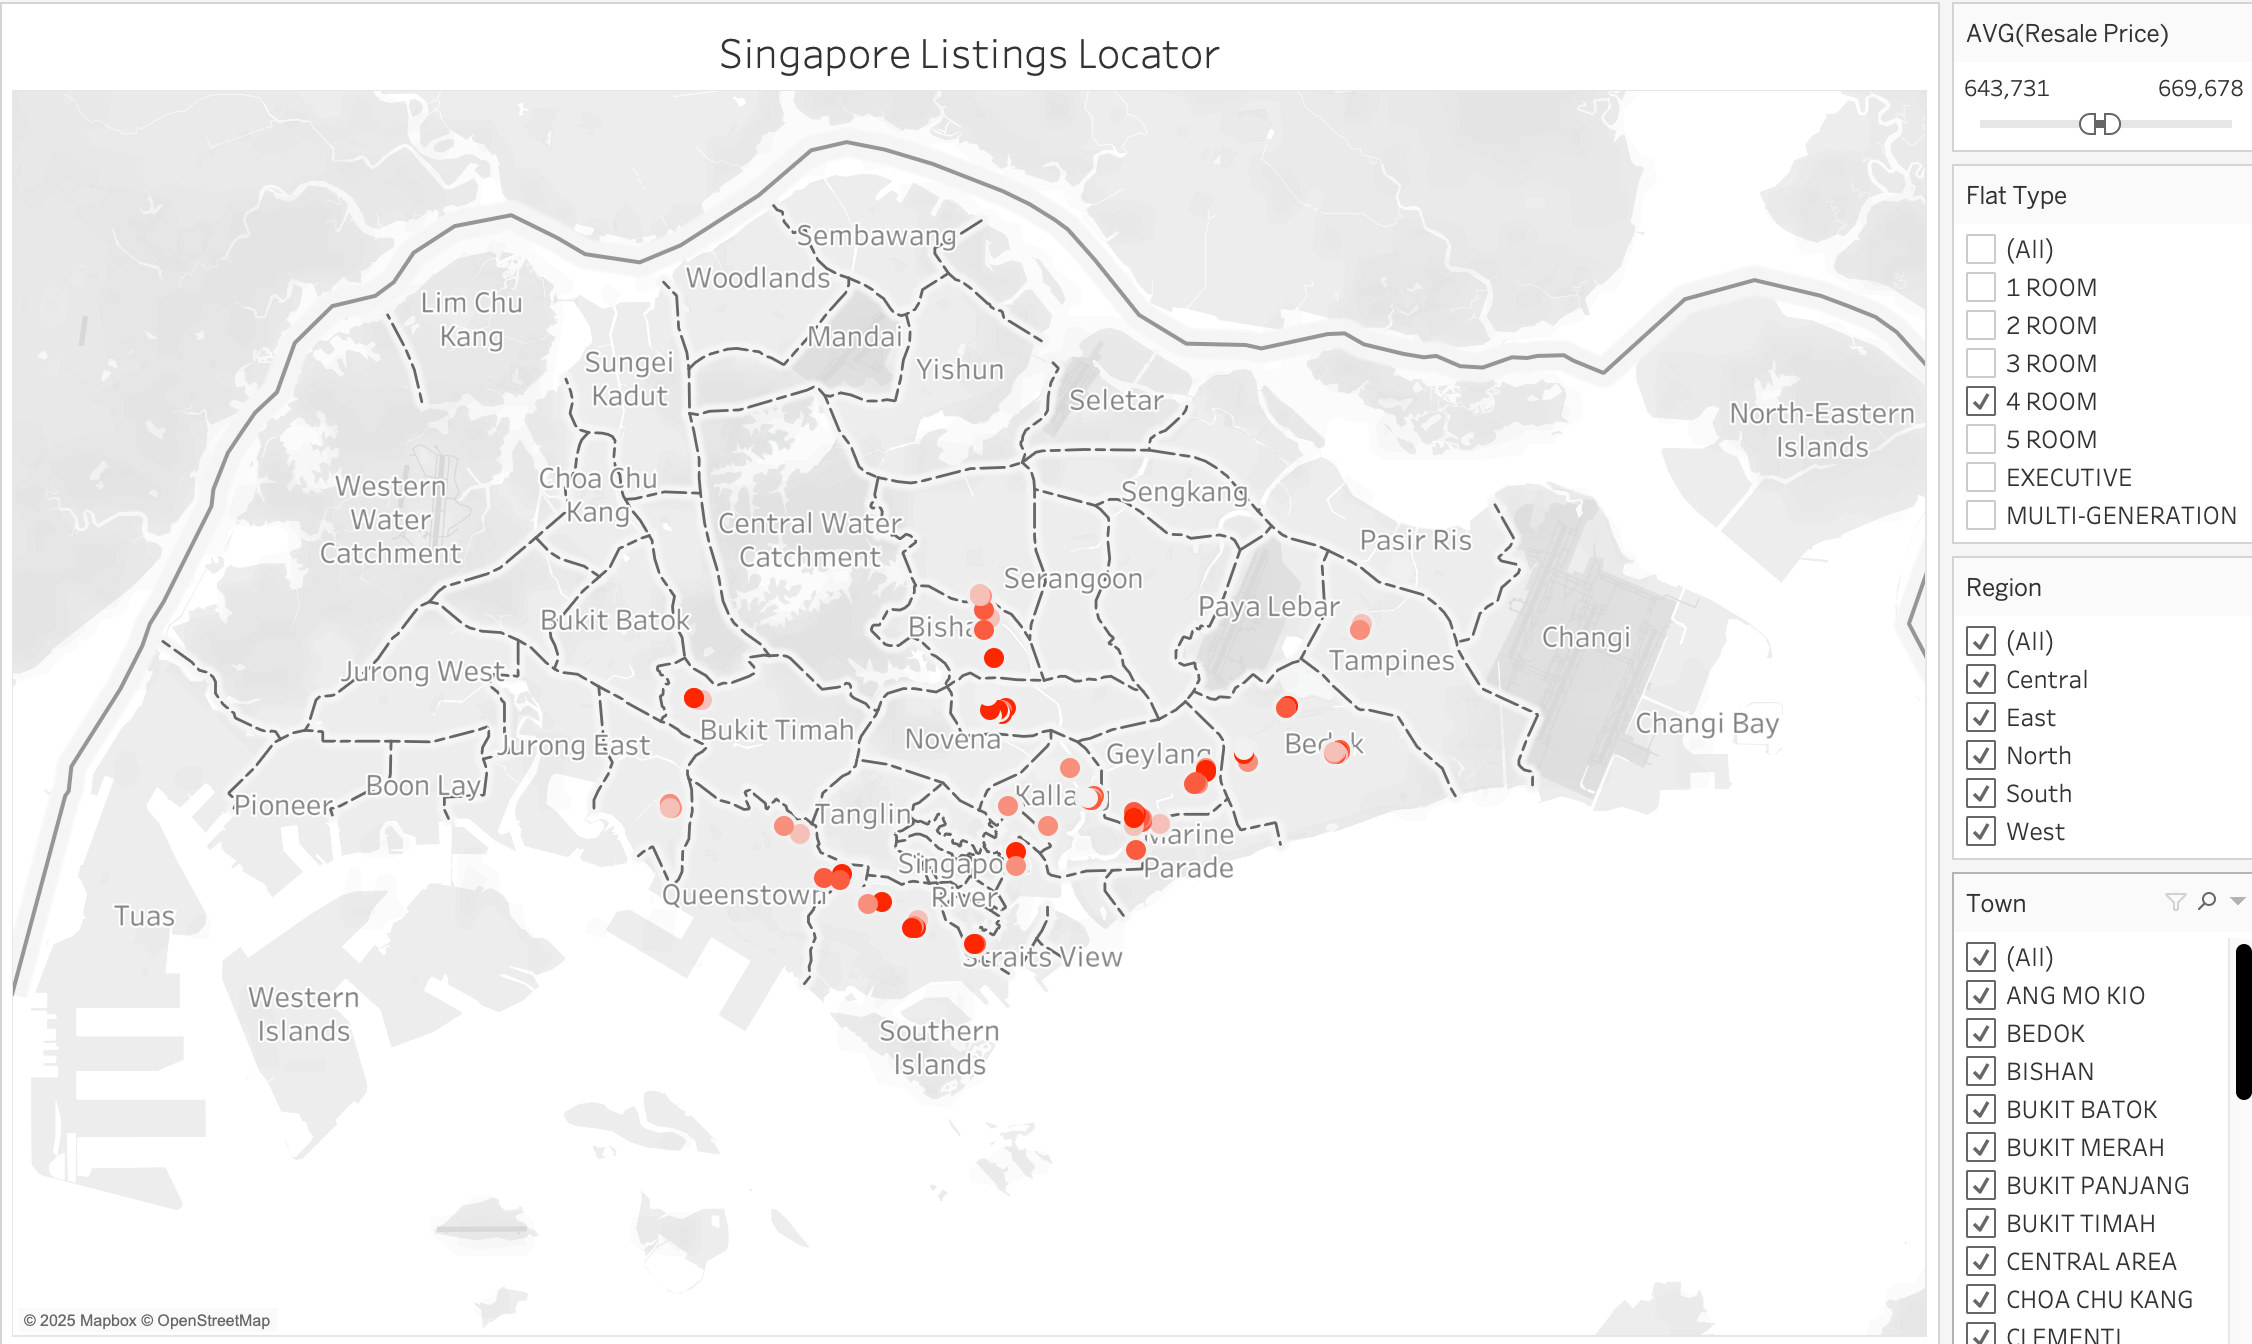 Singapore Listings Locator
Sembawang
Woodlands
Lim Chu
Kang
Mandai
Sungei
Kadut
Yishun
Seletar
North-Eastern
Islands
Choa Chu
Kang
Western
Water
Catchment
Sengkang
Central Water
Catchment
Pasir Ris
Serangoon
Paya Lebar
Bukit Batok
Changi
Jurong West
Tampines
Changi Bay
Bukit Timah
Novena
Jurong East
Geylang
Boon Lay
Pioneer
Tanglin
Parade
Queenstown
River
Tuas
Straits View
Western
Islands
Southern
Islands
© 2025 Mapbox © OpenStreetMap
AVG(Resale Price)
643,731 669,678
Flat Type
(All)
1 ROOM
2 ROOM
3 ROOM
4 ROOM
5 ROOM
EXECUTIVE
MULTI-GENERATION
Region
(All)
Central
East
North
South
West
Town
(All)
ANG MO KIO
BEDOK
BISHAN
BUKIT BATOK
BUKIT MERAH
BUKIT PANJANG
BUKIT TIMAH
CENTRAL AREA
CHOA CHU KANG
CLEMENTI